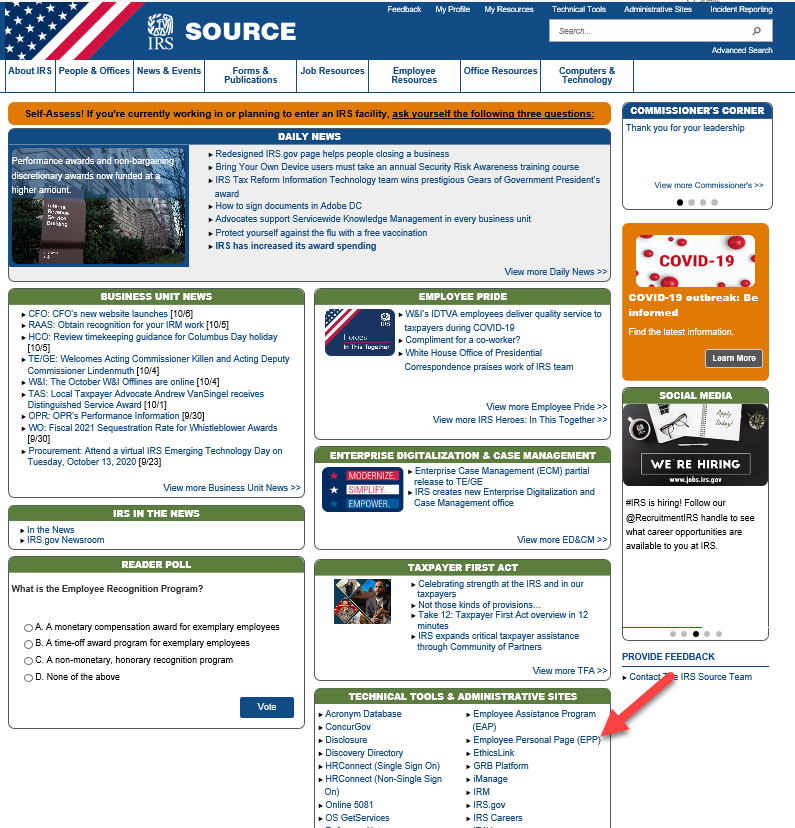 Feedback My Profile My Resources Technical Tools Administrative Sites Incident Reporting
IRS SOURCE
Search...
Advanced Search
About IRS
People & Offices
News & Events
Forms &
Publications
Job Resources
Employee
Resources
Office Resources
Computers &
Technology
Self-Assess! If you're currently working in or planning to enter an IRS facility, ask yourself the following three questions:
DAILY NEWS
Performance awards and non-bargaining
discretionary awards now funded at a
higher amount.
Internal
Revenue
Service
Building
Redesigned IRS.gov page helps people closing a business
Bring Your Own Device users must take an annual Security Risk Awareness training course
IRS Tax Reform Information Technology team wins prestigious Gears of Government President's
award
How to sign documents in Adobe DC
Advocates support Servicewide Knowledge Management in every business unit
Protect yourself against the flu with a free vaccination
IRS has increased its award spending
View more Daily News >>
BUSINESS UNIT NEWS
CFO: CFO's new website launches [10/6]
RAAS: Obtain recognition for your IRM work [10/5]
HCO: Review timekeeping guidance for Columbus Day holiday
[10/5]
TE/GE: Welcomes Acting Commissioner Killen and Acting Deputy
Commissioner Lindenmuth [10/4]
W&I: The October W&I Offlines are online [10/4]
TAS: Local Taxpayer Advocate Andrew VanSingel receives
Distinguished Service Award [10/1]
OPR: OPR's Performance Information [9/30]
WO: Fiscal 2021 Sequestration Rate for Whistleblower Awards
[9/30]
Procurement: Attend a virtual IRS Emerging Technology Day on
Tuesday, October 13, 2020 [9/23]
View more Business Unit News >>
IRS IN THE NEWS
In the News
IRS.gov Newsroom
READER POLL
What is the Employee Recognition Program?
A. A monetary compensation award for exemplary employees
B. A time-off award program for exemplary employees
C. A non-monetary, honorary recognition program
D. None of the above
Vote
EMPLOYEE PRIDE
IRS
Heroes
In This Together
W&I's IDTVA employees deliver quality service to
taxpayers during COVID-19
Compliment for a co-worker?
White House Office of Presidential
Correspondence praises work of IRS team
View more Employee Pride >>
View more IRS Heroes: In This Together >>
ENTERPRISE DIGITALIZATION & CASE MANAGEMENT
MODERNIZE.
SIMPLIFY.
EMPOWER.
Enterprise Case Management (ECM) partial
release to TE/GE
IRS creates new Enterprise Digitalization and
Case Management office
View more ED&CM >>
TAXPAYER FIRST ACT
Celebrating strength at the IRS and in our
taxpayers
Not those kinds of provisions…
Take 12: Taxpayer First Act overview in 12
minutes
IRS expands critical taxpayer assistance
through Community of Partners
View more TFA >>
TECHNICAL TOOLS & ADMINISTRATIVE SITES
Acronym Database
ConcurGov
Disclosure
Discovery Directory
HRConnect (Single Sign On)
HRConnect (Non-Single Sign
On)
Online 5081
OS GetServices
Employee Assistance Program
(EAP)
Employee Personal Page (EPP)
EthicsLink
GRB Platform
iManage
IRM
IRS.gov
IRS Careers
COMMISSIONER'S CORNER
Thank you for your leadership
View more Commissioner's >>
COVID-19
COVID-19 outbreak: Be
informed
Find the latest information.
Learn More
SOCIAL MEDIA
Apply
Today!
WE'RE HIRING
www.jobs.irs.gov
#IRS is hiring! Follow our
@RecruitmentIRS handle to see
what career opportunities are
available to you at IRS.
PROVIDE FEEDBACK
Contact The IRS Source Team